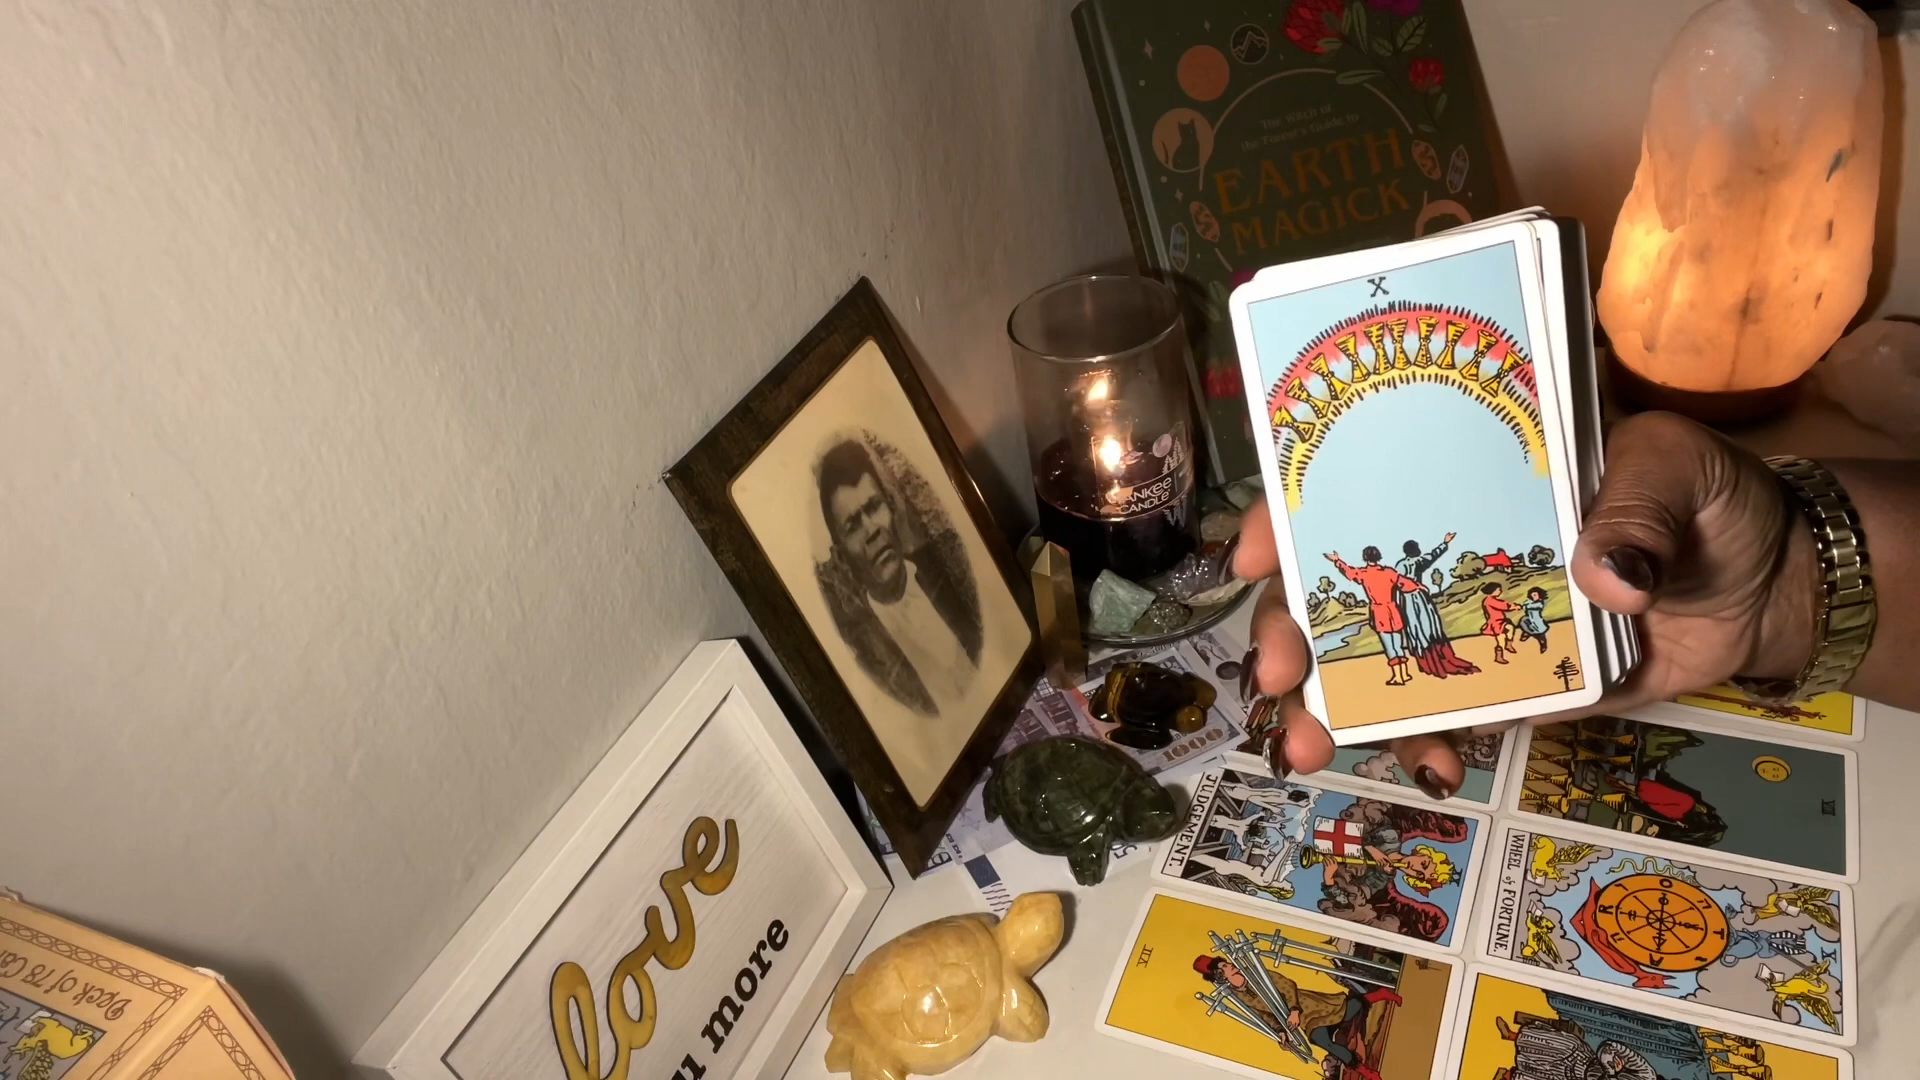 The Witch of
the Forest's Guide to
EARTH
MAGICK
X
YANKEE
CANDLE
1000
JUDGEMENT.
WHEEL of FORTUNE.
X
VII
love
more
Deck of 78